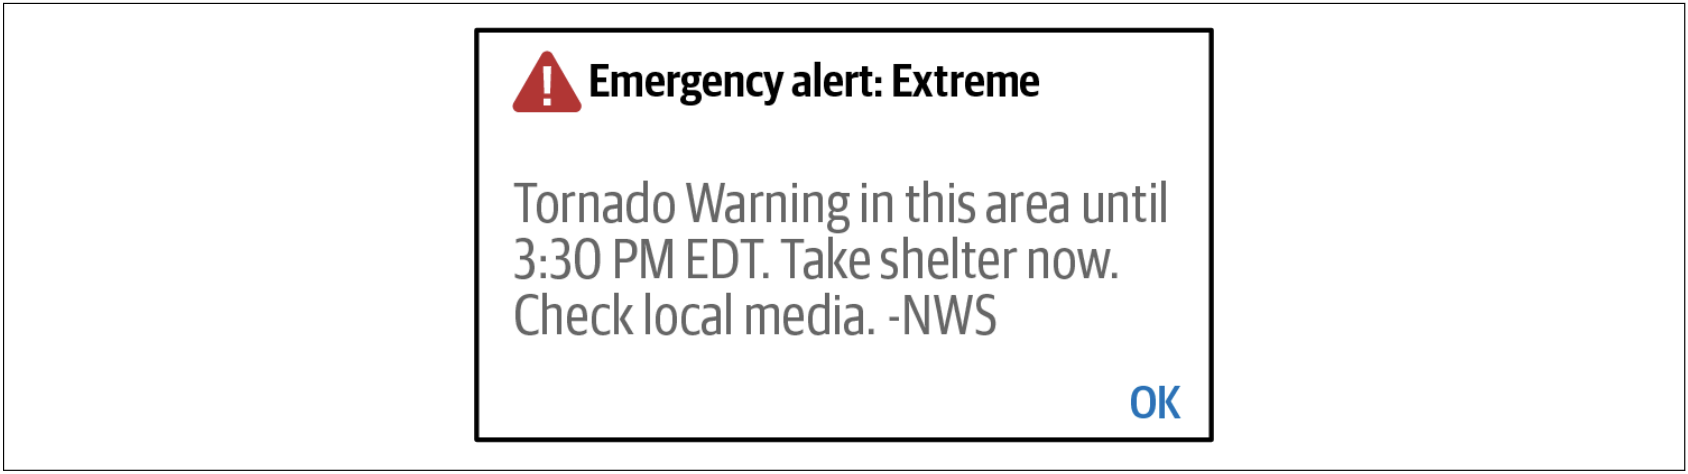 Emergency alert: Extreme
Tornado Warning in this area until
3:30 PM EDT. Take shelter now.
Check local media. -NWS
OK